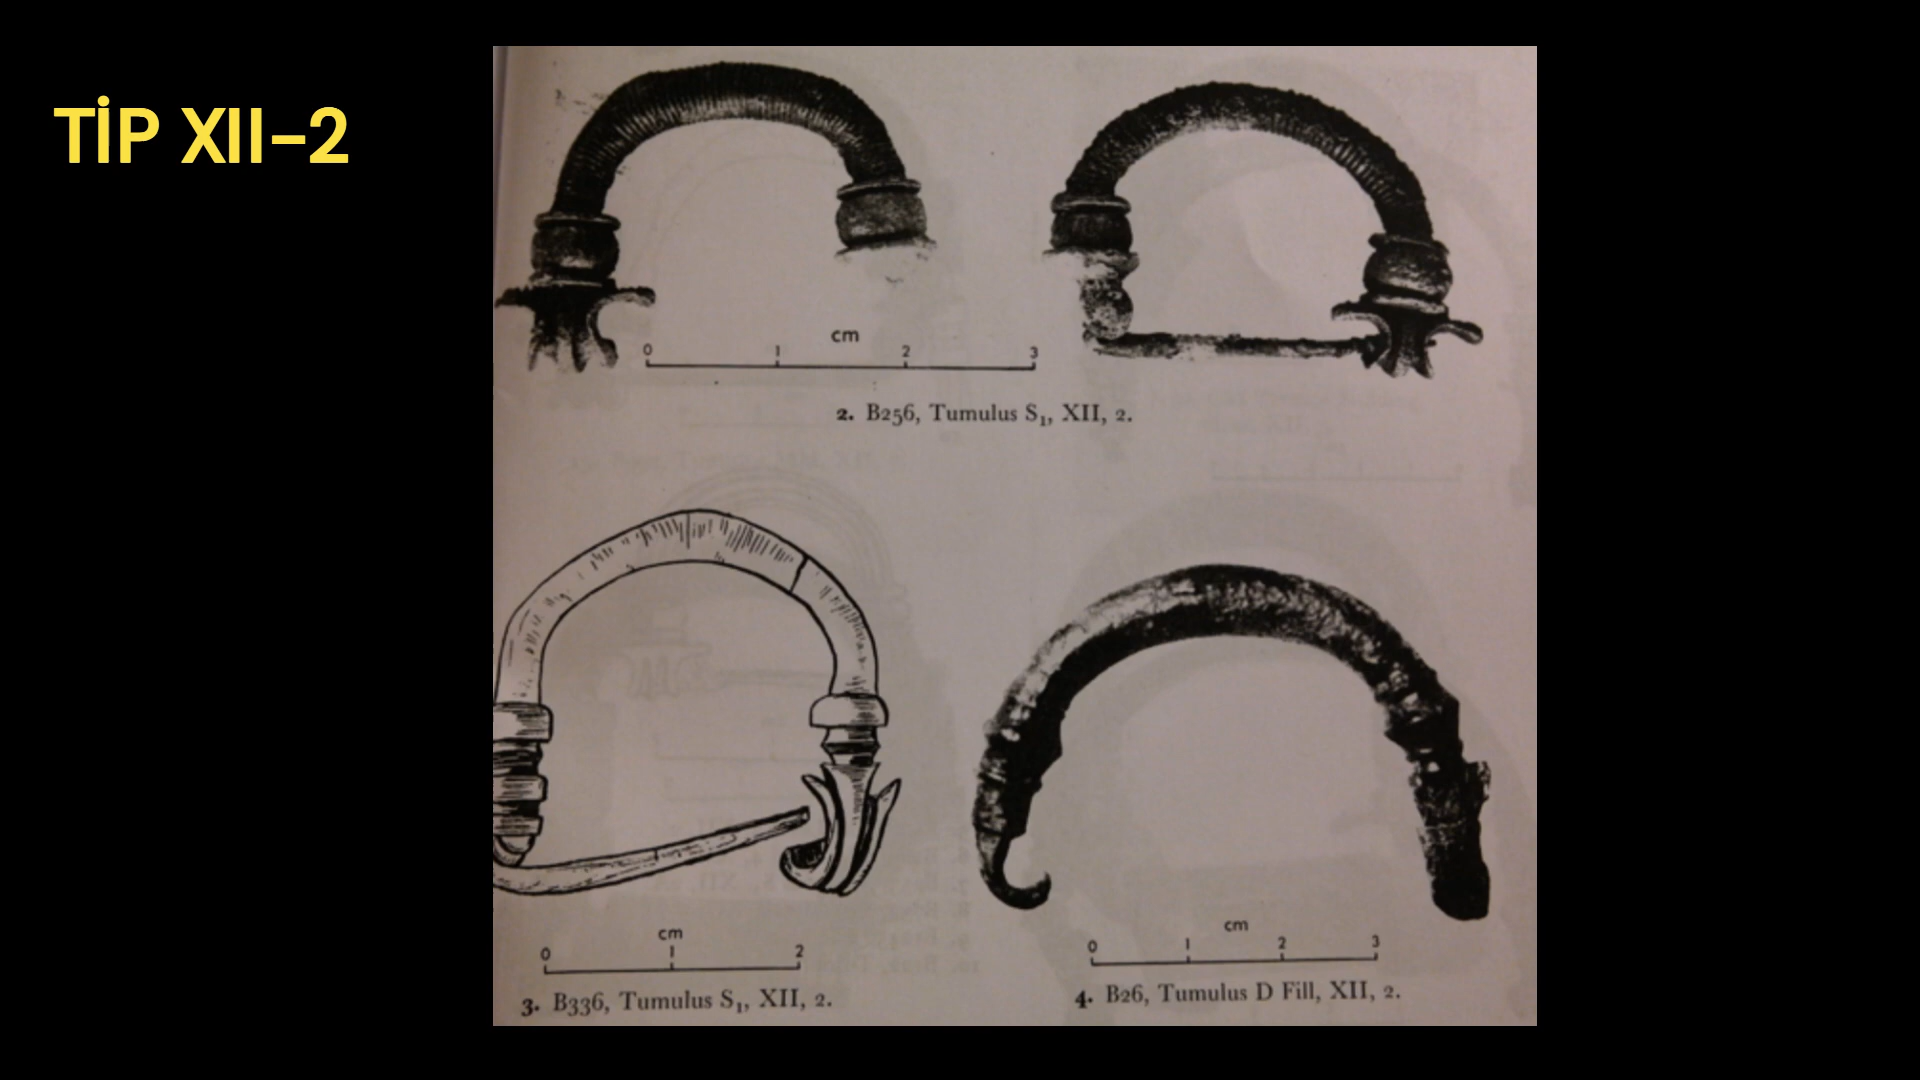 TİP XII-2
cm
0 1 2 3
2. B256, Tumulus S1, XII, 2.
cm
0 1 2
3. B336, Tumulus S1, XII, 2.
cm
0 1 2 3
4. B26, Tumulus D Fill, XII, 2.